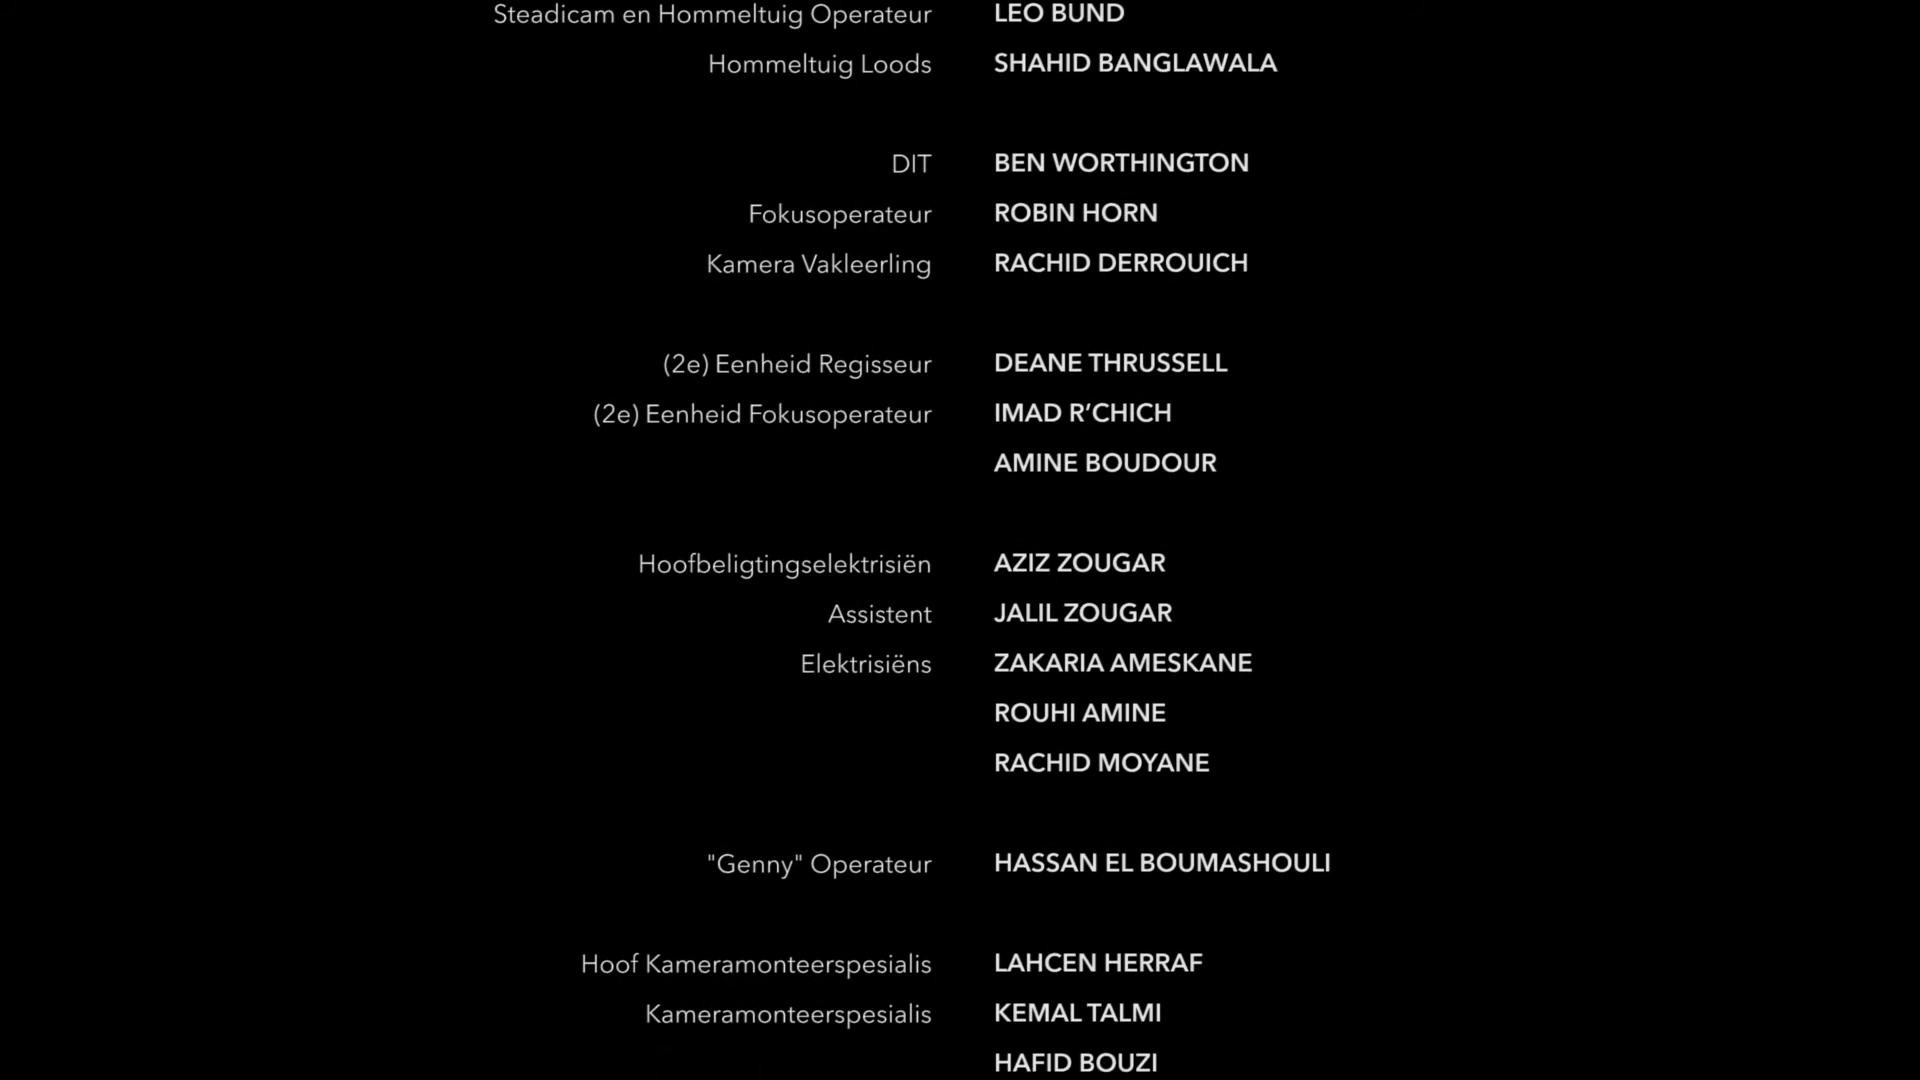 Steadicam en Hommeltuig Operateur LEO BUND
Hommeltuig Loods SHAHID BANGLAWALA
DIT BEN WORTHINGTON
Fokusoperateur ROBIN HORN
Kamera Vakleerling RACHID DERROUICH
(2e) Eenheid Regisseur DEANE THRUSSELL
(2e) Eenheid Fokusoperateur IMAD R’CHICH
AMINE BOUDOUR
Hoofbeligtingselektrisiën AZIZ ZOUGAR
Assistent JALIL ZOUGAR
Elektrisiëns ZAKARIA AMESKANE
ROUHI AMINE
RACHID MOYANE
"Genny" Operateur HASSAN EL BOUMASHOULI
Hoof Kameramonteerspesialis LAHCEN HERRAF
Kameramonteerspesialis KEMAL TALMI
HAFID BOUZI